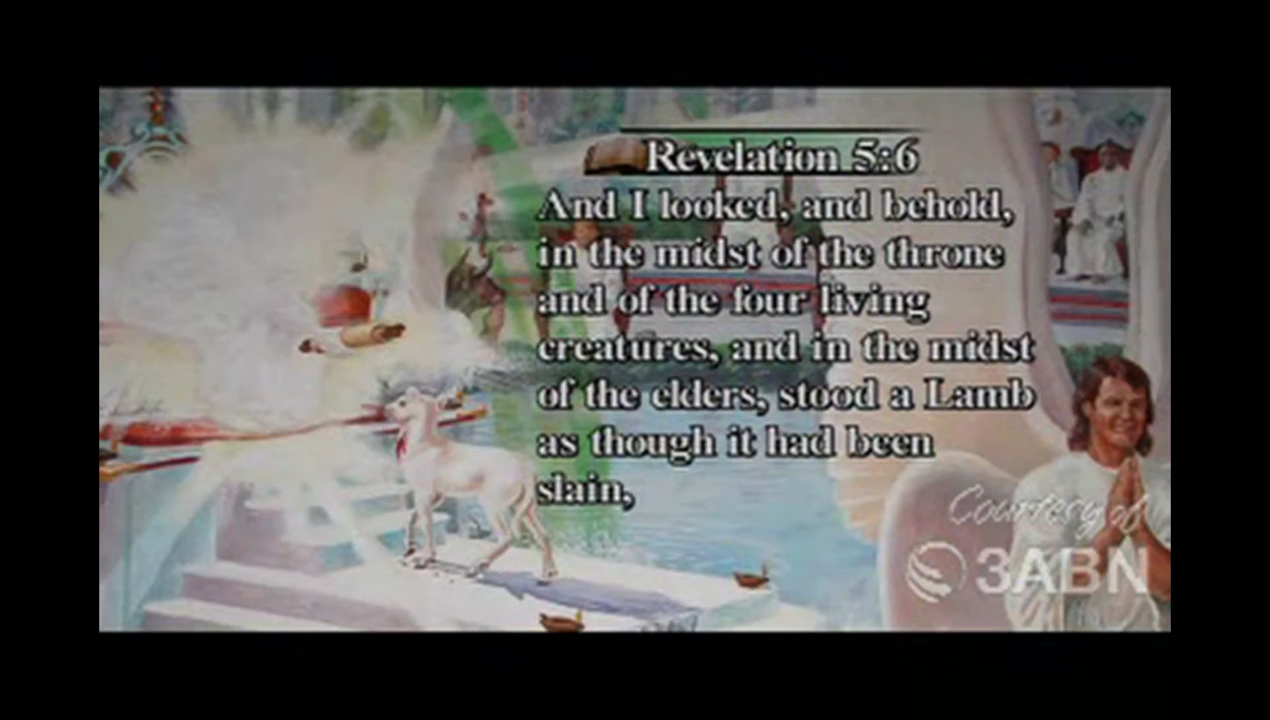 Revelation 5:6
And I looked, and behold,
in the midst of the throne
and of the four living
creatures, and in the midst
of the elders, stood a Lamb
as though it had been
slain,
Courtesy of
3ABN